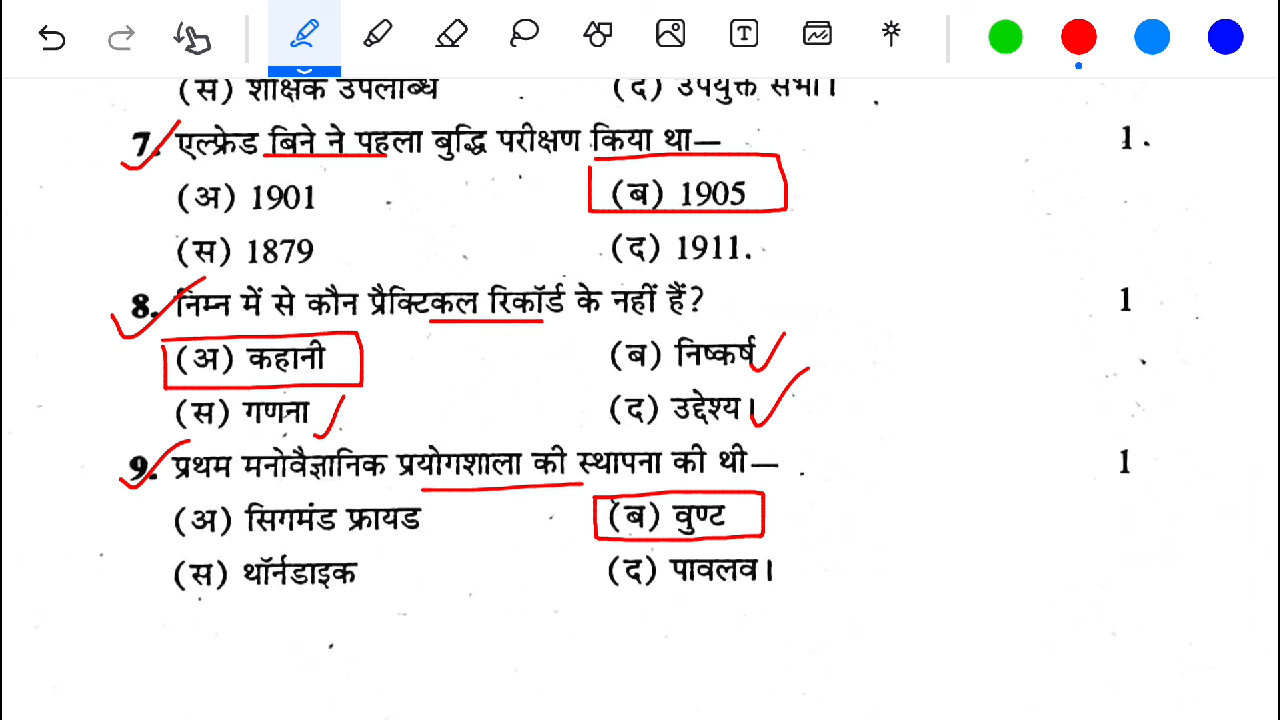 (स) शैक्षिक उपलब्धि (द) उपयुक्त सभी।
7. एल्फ्रेड बिने ने पहला बुद्धि परीक्षण किया था— 1.
(अ) 1901 (ब) 1905
(स) 1879 (द) 1911.
8. निम्न में से कौन प्रैक्टिकल रिकॉर्ड के नहीं हैं? 1
(अ) कहानी (ब) निष्कर्ष
(स) गणना (द) उद्देश्य।
9. प्रथम मनोवैज्ञानिक प्रयोगशाला की स्थापना की थी— 1
(अ) सिगमंड फ्रायड (ब) वुण्ट
(स) थॉर्नडाइक (द) पावलव।